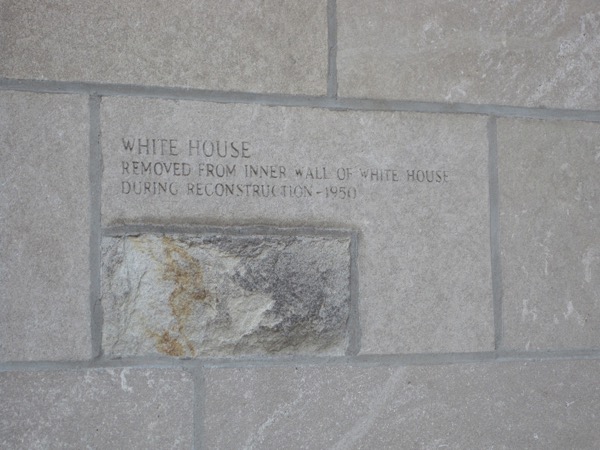 WHITE HOUSE
REMOVED FROM INNER WALL OF WHITE HOUSE
DURING RECONSTRUCTION-1950